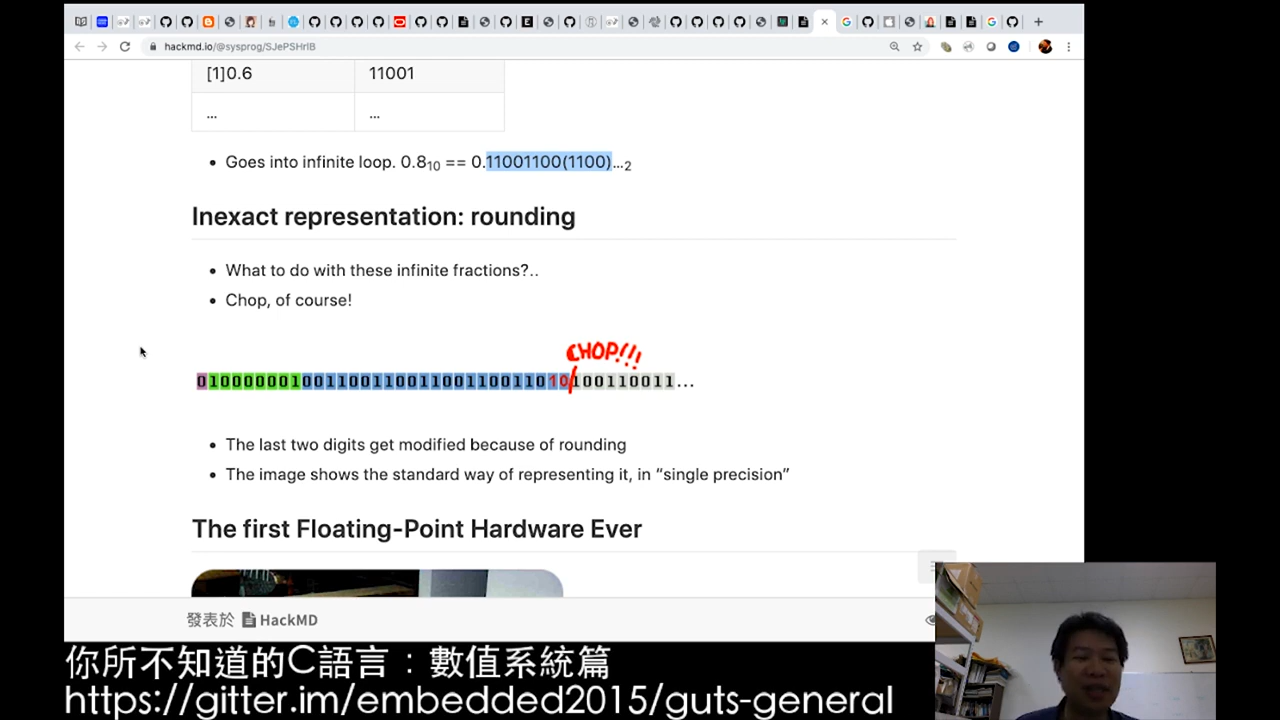 hackmd.io/@sysprog/SJePSHrlB
[1]0.6 11001
... ...
• Goes into infinite loop. 0.8₁₀ == 0.11001100(1100)...₂
Inexact representation: rounding
• What to do with these infinite fractions?..
• Chop, of course!
CHOP!!!
• The last two digits get modified because of rounding
• The image shows the standard way of representing it, in “single precision”
The first Floating-Point Hardware Ever
發表於 HackMD
你所不知道的C語言：數值系統篇
https://gitter.im/embedded2015/guts-general